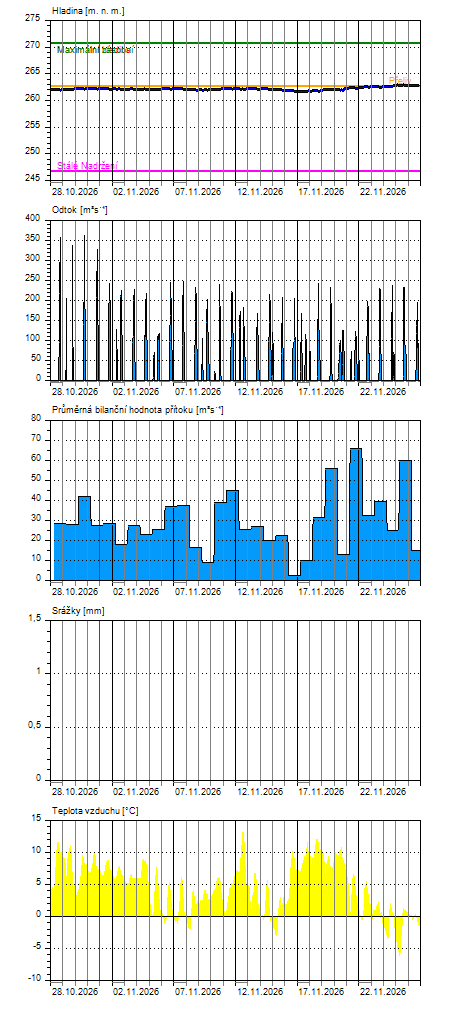 Hladina [m. n. m.]
275
270
Maximální
265
Přeliv
260
255
250
Stálé Nadržení
245
28.10.2026 02.11.2026 07.11.2026 12.11.2026 17.11.2026 22.11.2026
Odtok [m³s⁻¹]
400
350
300
250
200
150
100
50
0
28.10.2026 02.11.2026 07.11.2026 12.11.2026 17.11.2026 22.11.2026
Průměrná bilanční hodnota přítoku [m³s⁻¹]
80
70
60
50
40
30
20
10
0
28.10.2026 02.11.2026 07.11.2026 12.11.2026 17.11.2026 22.11.2026
Srážky [mm]
1,5
1
0,5
0
28.10.2026 02.11.2026 07.11.2026 12.11.2026 17.11.2026 22.11.2026
Teplota vzduchu [°C]
15
10
5
0
-5
-10
28.10.2026 02.11.2026 07.11.2026 12.11.2026 17.11.2026 22.11.2026